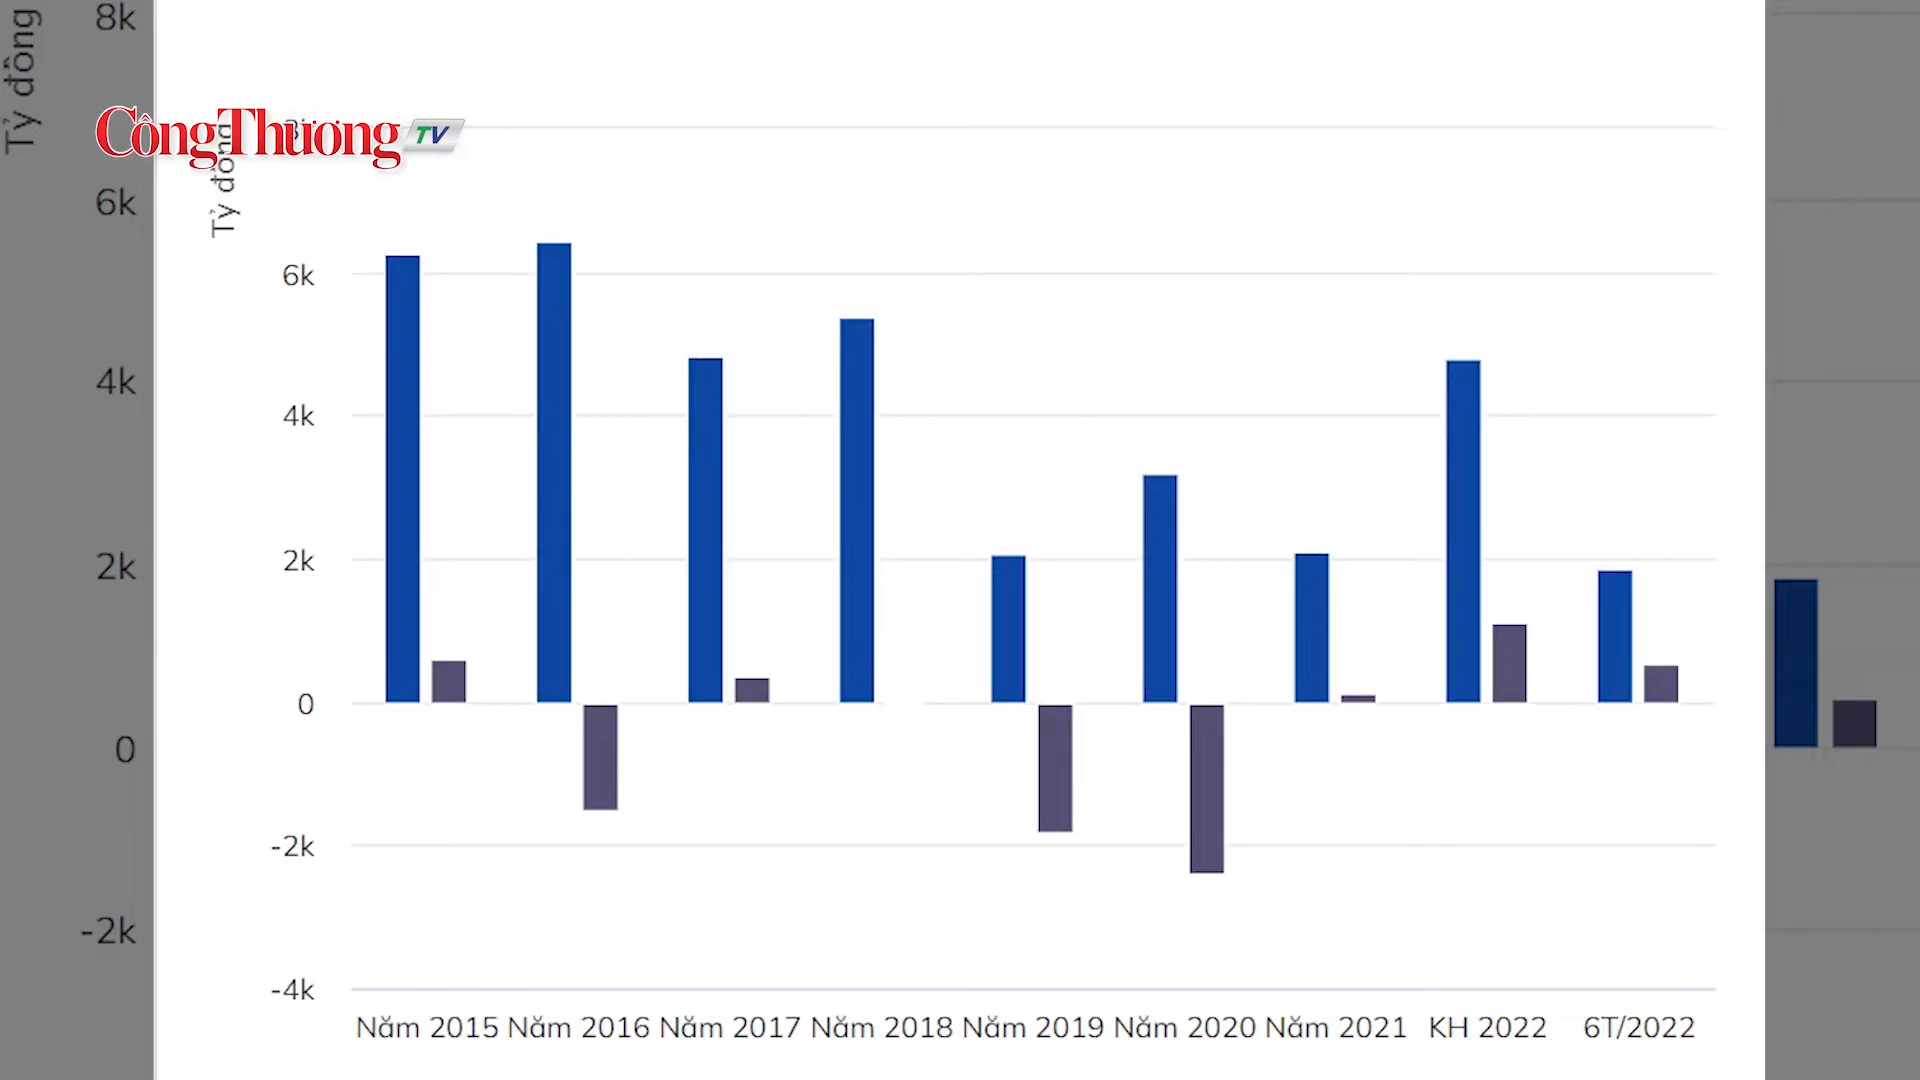 Tỷ đồng
8k
6k
4k
2k
0
-2k
CôngThương TV
Tỷ đồng
6k
4k
2k
0
-2k
-4k
Năm 2015 Năm 2016 Năm 2017 Năm 2018 Năm 2019 Năm 2020 Năm 2021 KH 2022 6T/2022